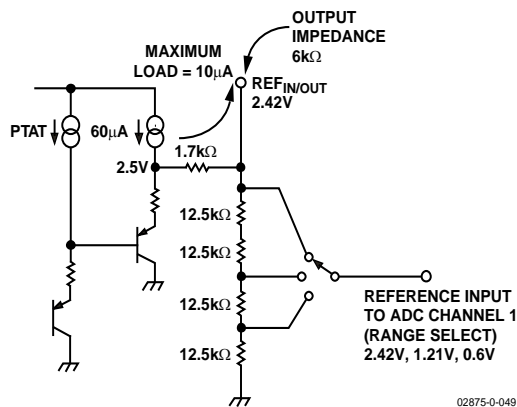 OUTPUT
IMPEDANCE
6kΩ
MAXIMUM
LOAD = 10μA
REFIN/OUT
2.42V
PTAT
60μA
1.7kΩ
2.5V
12.5kΩ
12.5kΩ
12.5kΩ
12.5kΩ
REFERENCE INPUT
TO ADC CHANNEL 1
(RANGE SELECT)
2.42V, 1.21V, 0.6V
02875-0-049